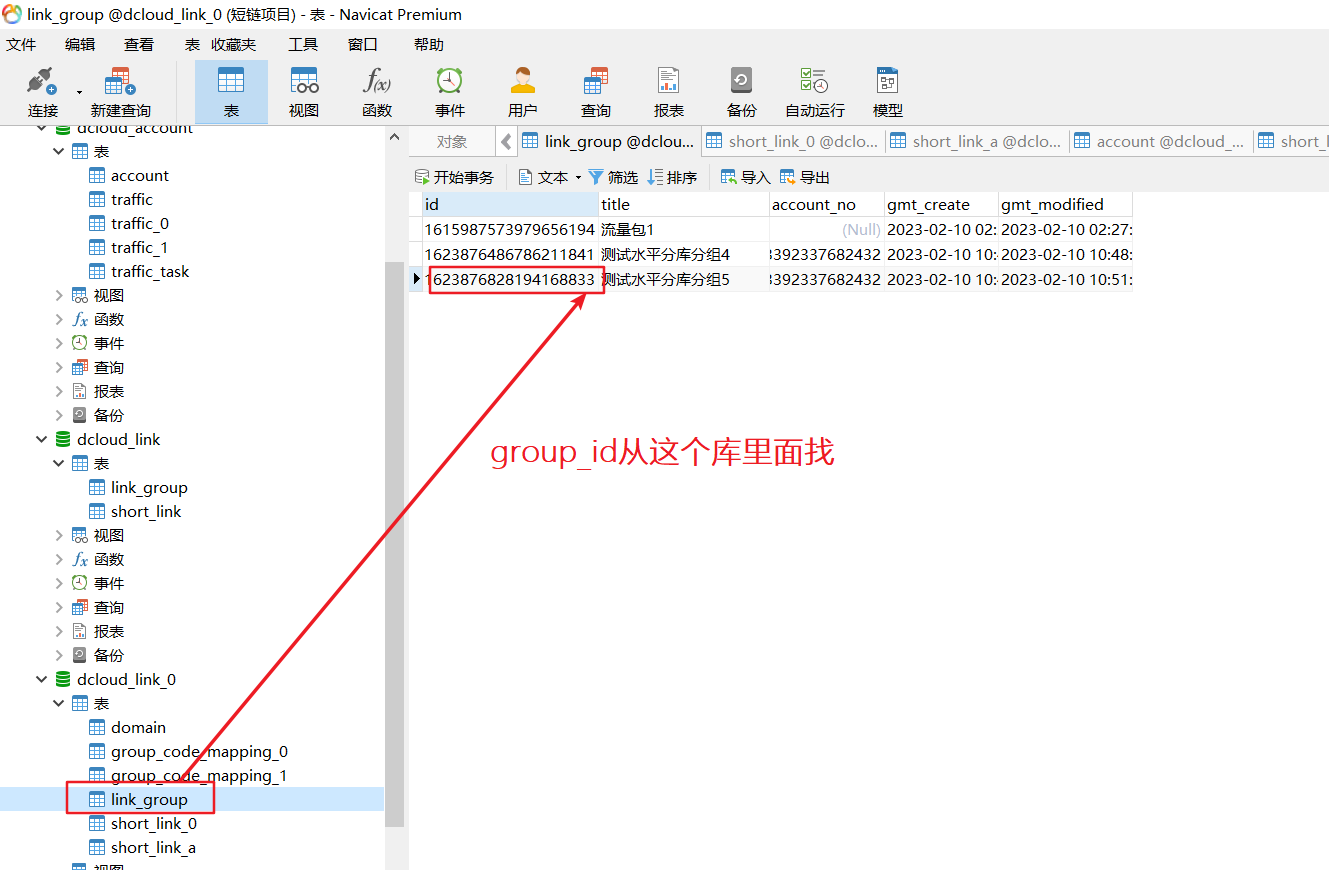 link_group @dcloud_link_0 (短链项目) - 表 - Navicat Premium
文件 编辑 查看 表 收藏夹 工具 窗口 帮助
连接 新建查询 表 视图 函数 事件 用户 查询 报表 备份 自动运行 模型
对象 link_group @dclou... short_link_0 @dclo... short_link_a @dclo... account @dcloud_... short_l
开始事务 文本 筛选 排序 导入 导出
id title account_no gmt_create gmt_modified
1615987573979656194 流量包1 (Null) 2023-02-10 02: 2023-02-10 02:27:
1623876486786211841 测试水平分库分组4 3392337682432 2023-02-10 10: 2023-02-10 10:48:
1623876828194168833 测试水平分库分组5 3392337682432 2023-02-10 10: 2023-02-10 10:51:
group_id从这个库里面找
dcloud_account
表
account
traffic
traffic_0
traffic_1
traffic_task
视图
函数
事件
查询
报表
备份
dcloud_link
表
link_group
short_link
视图
函数
事件
查询
报表
备份
dcloud_link_0
表
domain
group_code_mapping_0
group_code_mapping_1
link_group
short_link_0
short_link_a
视图